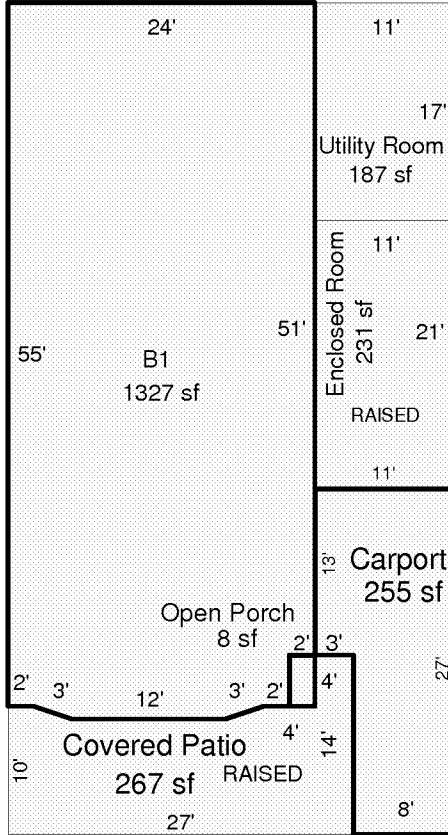 24'
11'
17'
Utility Room
187 sf
11'
Enclosed Room
231 sf
21'
RAISED
11'
51'
55'
B1
1327 sf
13'
Carport
255 sf
27'
Open Porch
8 sf
2'
3'
4'
2'
3'
12'
3'
2'
4'
14'
Covered Patio
267 sf
RAISED
10'
27'
8'